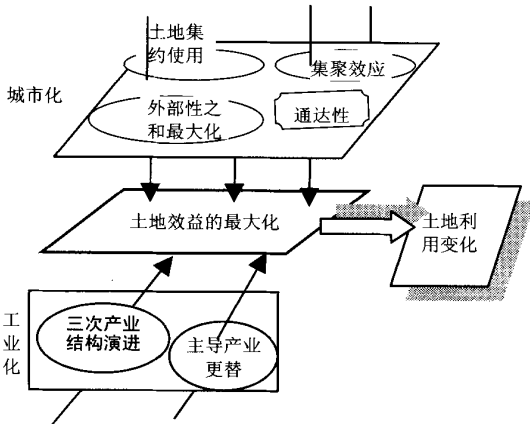 土地集
约使用
集聚效应
城市化
外部性之
和最大化
通达性
土地效益的最大化
土地利
用变化
工
业
化
三次产业
结构演进
主导产业
更替